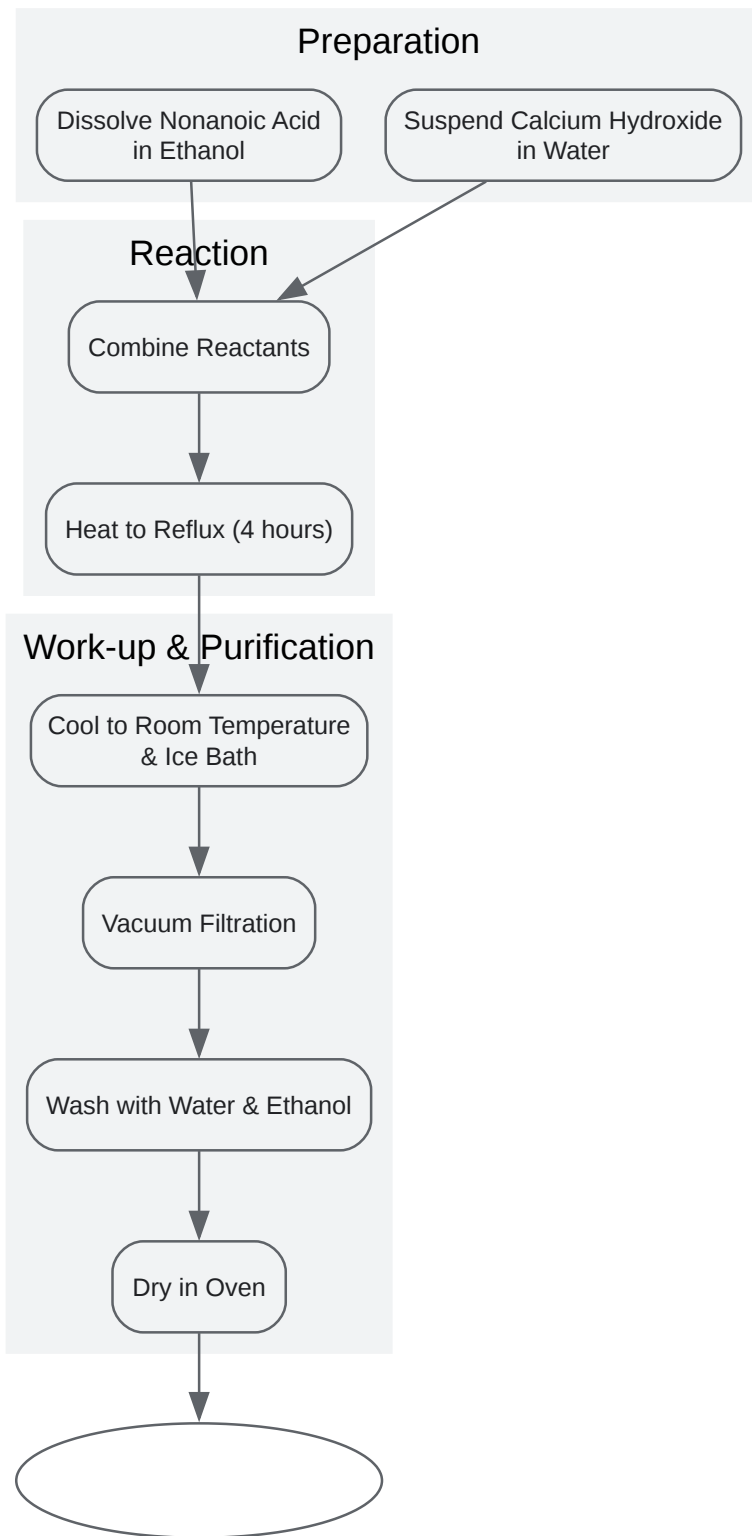 Preparation
Dissolve Nonanoic Acid
in Ethanol
Suspend Calcium Hydroxide
in Water
Reaction
Combine Reactants
Heat to Reflux (4 hours)
Work-up & Purification
Cool to Room Temperature
& Ice Bath
Vacuum Filtration
Wash with Water & Ethanol
Dry in Oven